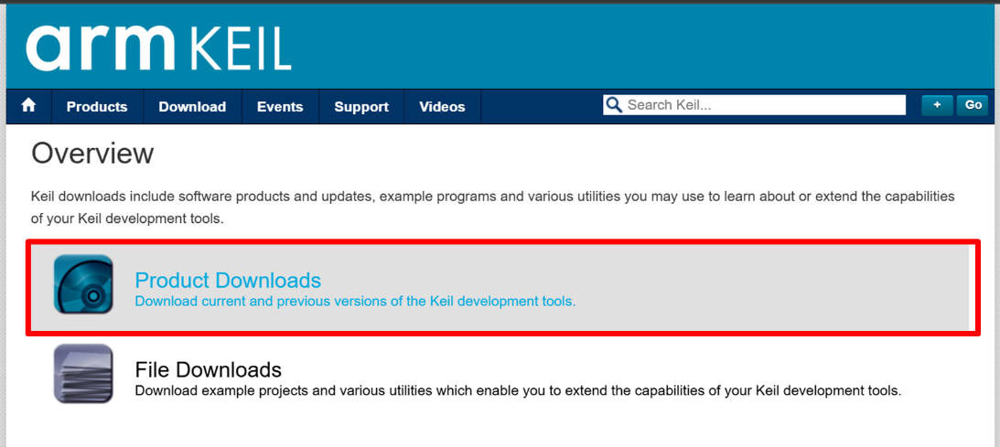 arm KEIL
Products Download Events Support Videos Search Keil... + Go
Overview
Keil downloads include software products and updates, example programs and various utilities you may use to learn about or extend the capabilities
of your Keil development tools.
Product Downloads
Download current and previous versions of the Keil development tools.
File Downloads
Download example projects and various utilities which enable you to extend the capabilities of your Keil development tools.